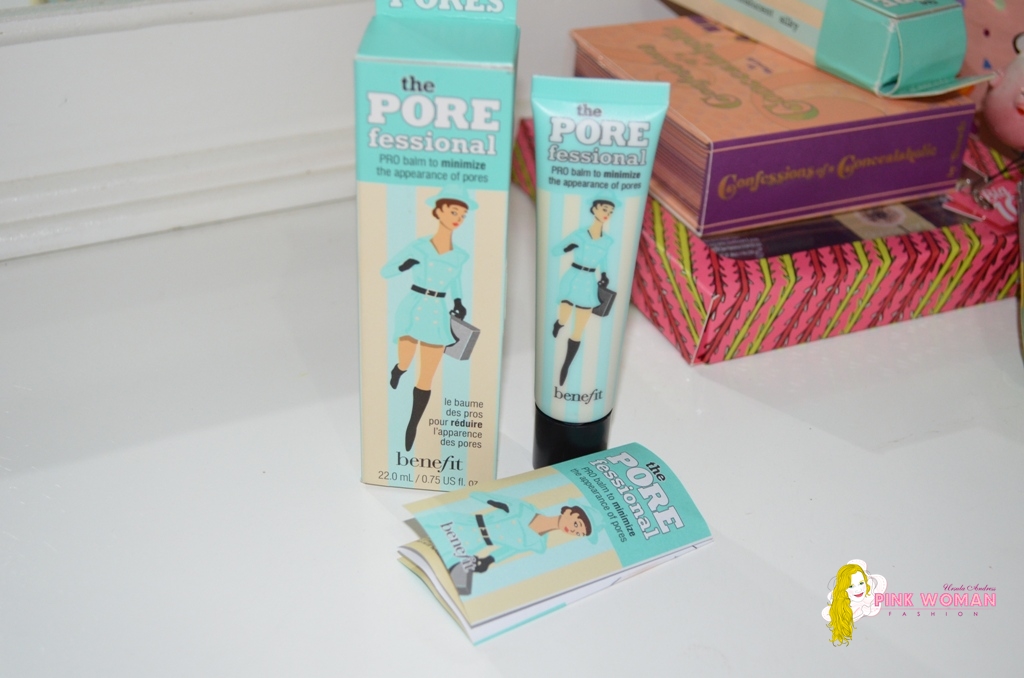 PORES
the
PORE
fessional
PRO balm to minimize
the appearance of pores
le baume
des pros
pour réduire
l'apparence
des pores
benefit
22.0 mL / 0.75 US fl. oz
the
PORE
fessional
PRO balm to minimize
the appearance of pores
benefit
the
PORE
fessional
PRO balm to minimize
the appearance of pores
benefit
Confessions of a
Concealaholic
Confessions of a Concealaholic
Ursula Andress
PINK WOMAN
FASHION